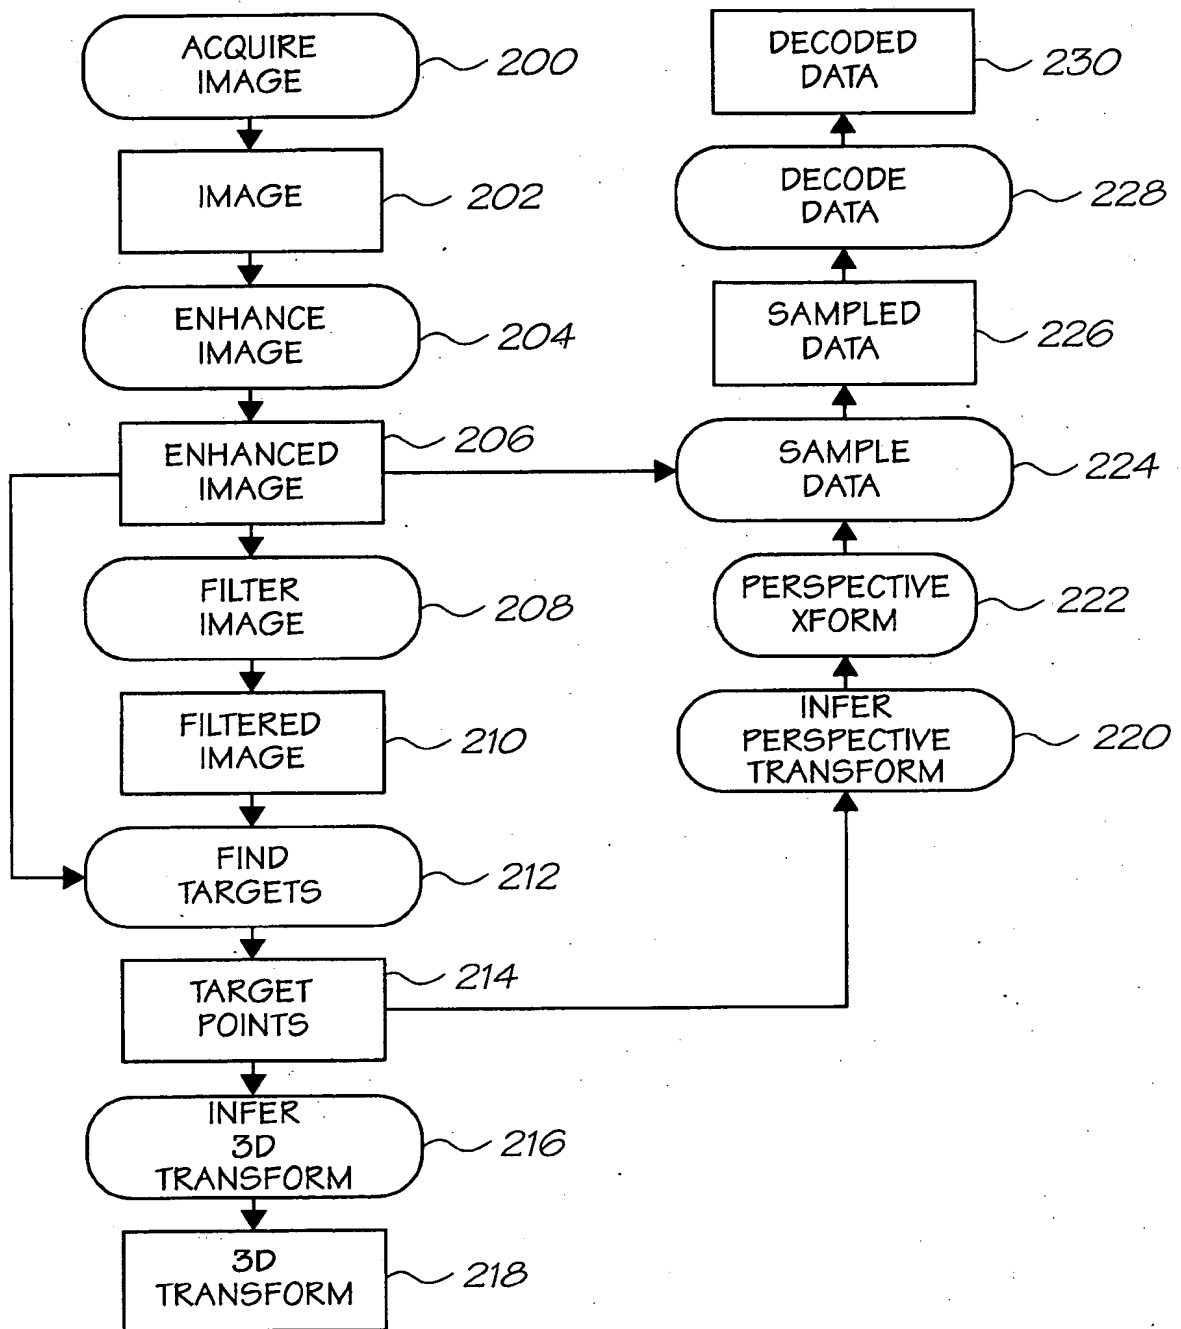 ACQUIRE
IMAGE
200
IMAGE
202
ENHANCE
IMAGE
204
ENHANCED
IMAGE
206
FILTER
IMAGE
208
FILTERED
IMAGE
210
FIND
TARGETS
212
TARGET
POINTS
214
INFER
3D
TRANSFORM
216
3D
TRANSFORM
218
DECODED
DATA
230
DECODE
DATA
228
SAMPLED
DATA
226
SAMPLE
DATA
224
PERSPECTIVE
XFORM
222
INFER
PERSPECTIVE
TRANSFORM
220